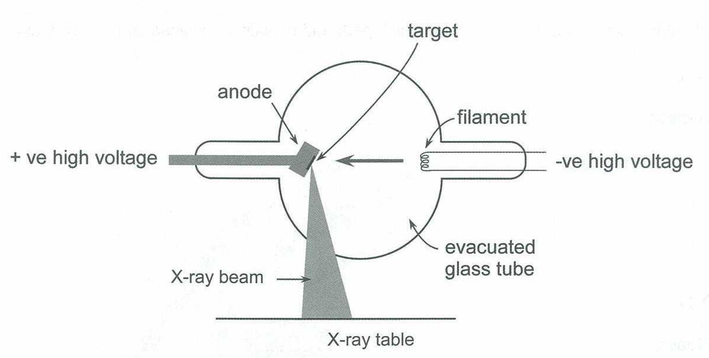 target
anode
filament
+ ve high voltage
-ve high voltage
evacuated
glass tube
X-ray beam
X-ray table